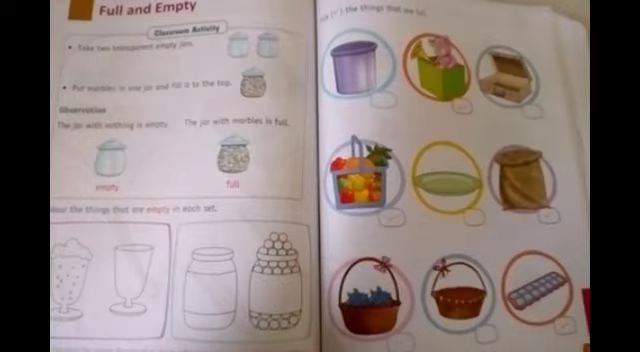 Full and Empty
Classroom Activity
• Take two transparent empty jars.
• Put marbles in one jar and fill it to the top.
Observation
The jar with nothing is empty. The jar with marbles is full.
empty
full
the things that are empty in each set.
the things that are full.